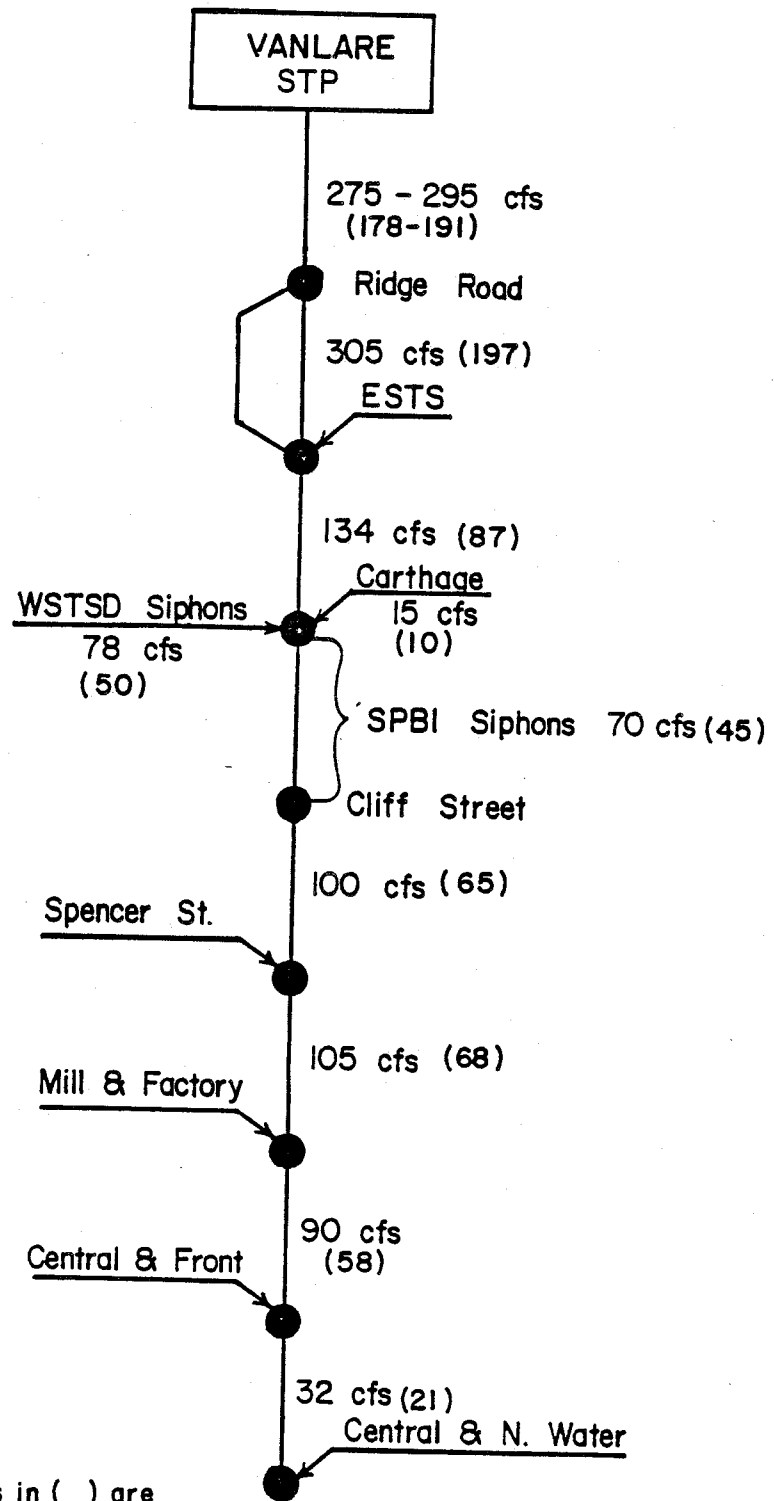 VANLARE
STP
275 - 295 cfs
(178-191)
Ridge Road
305 cfs (197)
ESTS
134 cfs (87)
Carthage
WSTSD Siphons
15 cfs
78 cfs
(10)
(50)
SPBI Siphons 70 cfs (45)
Cliff Street
100 cfs (65)
Spencer St.
105 cfs (68)
Mill & Factory
90 cfs
(58)
Central & Front
32 cfs (21)
Central & N. Water
in ( ) are